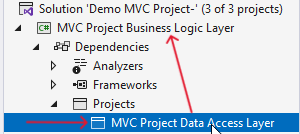 Solution 'Demo MVC Project-' (3 of 3 projects)
C# MVC Project Business Logic Layer
Dependencies
Analyzers
Frameworks
Projects
MVC Project Data Access Layer